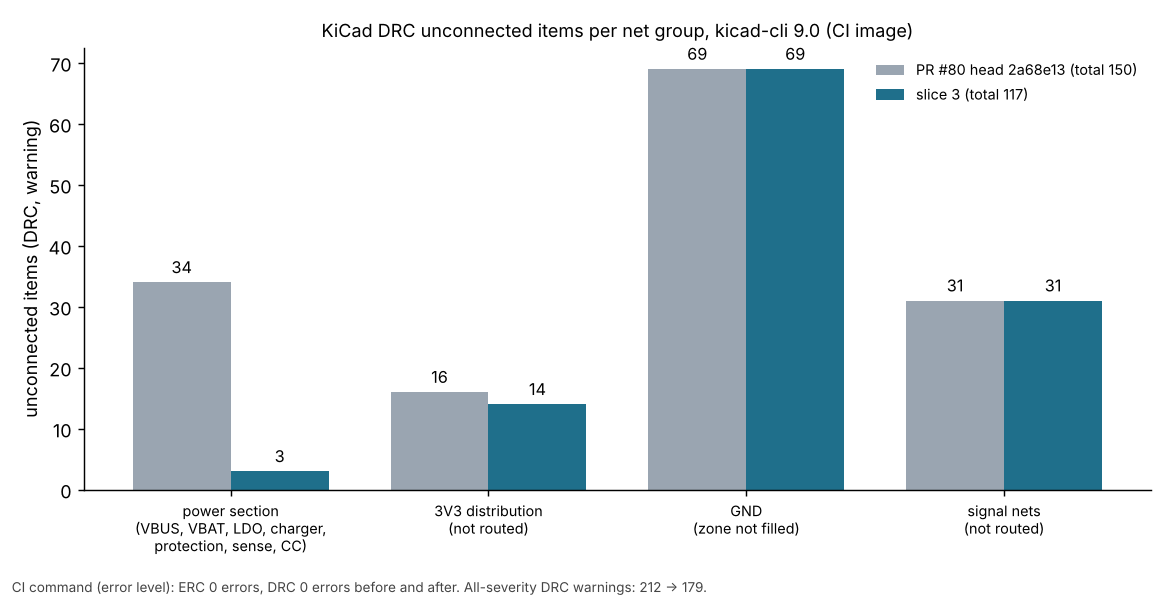 KiCad DRC unconnected items per net group, kicad-cli 9.0 (CI image)
PR #80 head 2a68e13 (total 150)
slice 3 (total 117)
unconnected items (DRC, warning)
70
60
50
40
30
20
10
0
34
3
16
14
69
69
31
31
power section
(VBUS, VBAT, LDO, charger,
protection, sense, CC)
3V3 distribution
(not routed)
GND
(zone not filled)
signal nets
(not routed)
CI command (error level): ERC 0 errors, DRC 0 errors before and after. All-severity DRC warnings: 212 → 179.